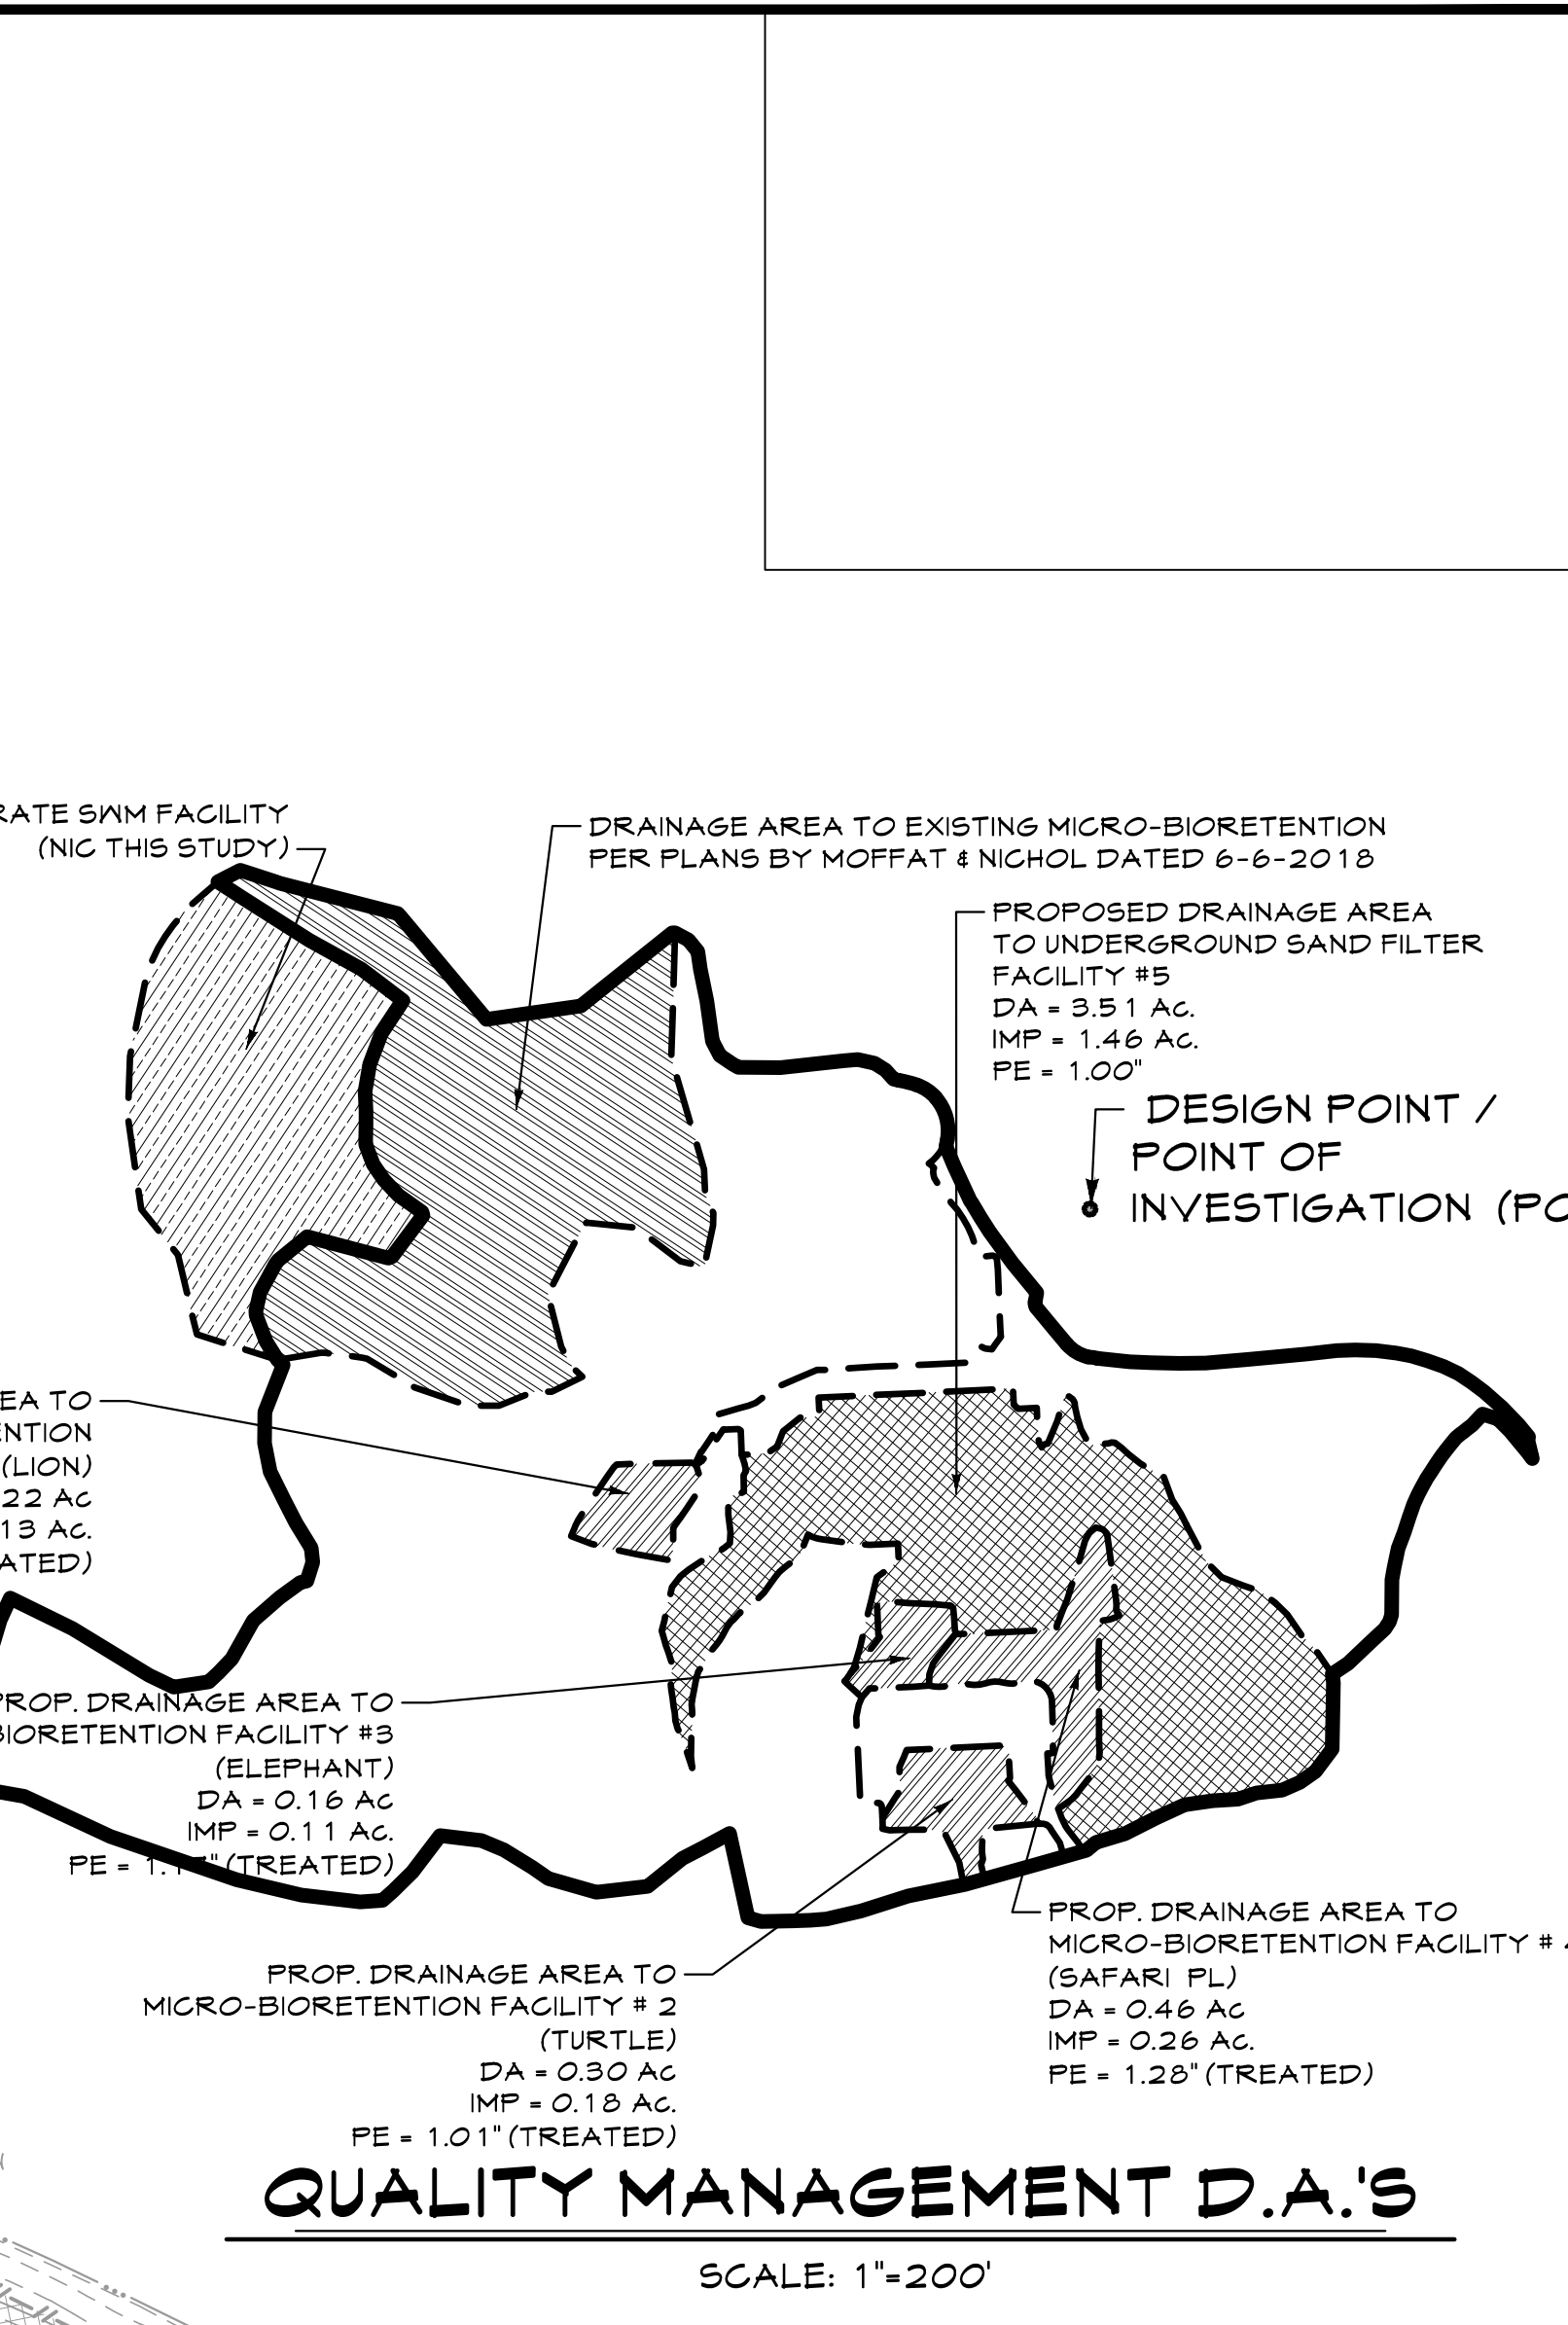 RATE SWM FACILITY
(NIC THIS STUDY)
DRAINAGE AREA TO EXISTING MICRO-BIORETENTION
PER PLANS BY MOFFAT & NICHOL DATED 6-6-2018
PROPOSED DRAINAGE AREA
TO UNDERGROUND SAND FILTER
FACILITY #5
DA = 3.51 AC.
IMP = 1.46 AC.
PE = 1.00"
DESIGN POINT /
POINT OF
INVESTIGATION (PO
EA TO
ENTION
(LION)
22 AC
13 AC.
ATED)
PROP. DRAINAGE AREA TO
BIORETENTION FACILITY #3
(ELEPHANT)
DA = 0.16 AC
IMP = 0.11 AC.
PE = (TREATED)
PROP. DRAINAGE AREA TO
MICRO-BIORETENTION FACILITY #
(SAFARI PL)
DA = 0.46 AC
IMP = 0.26 AC.
PE = 1.28" (TREATED)
PROP. DRAINAGE AREA TO
MICRO-BIORETENTION FACILITY # 2
(TURTLE)
DA = 0.30 AC
IMP = 0.18 AC.
PE = 1.01" (TREATED)
QUALITY MANAGEMENT D.A.'S
SCALE: 1"=200'